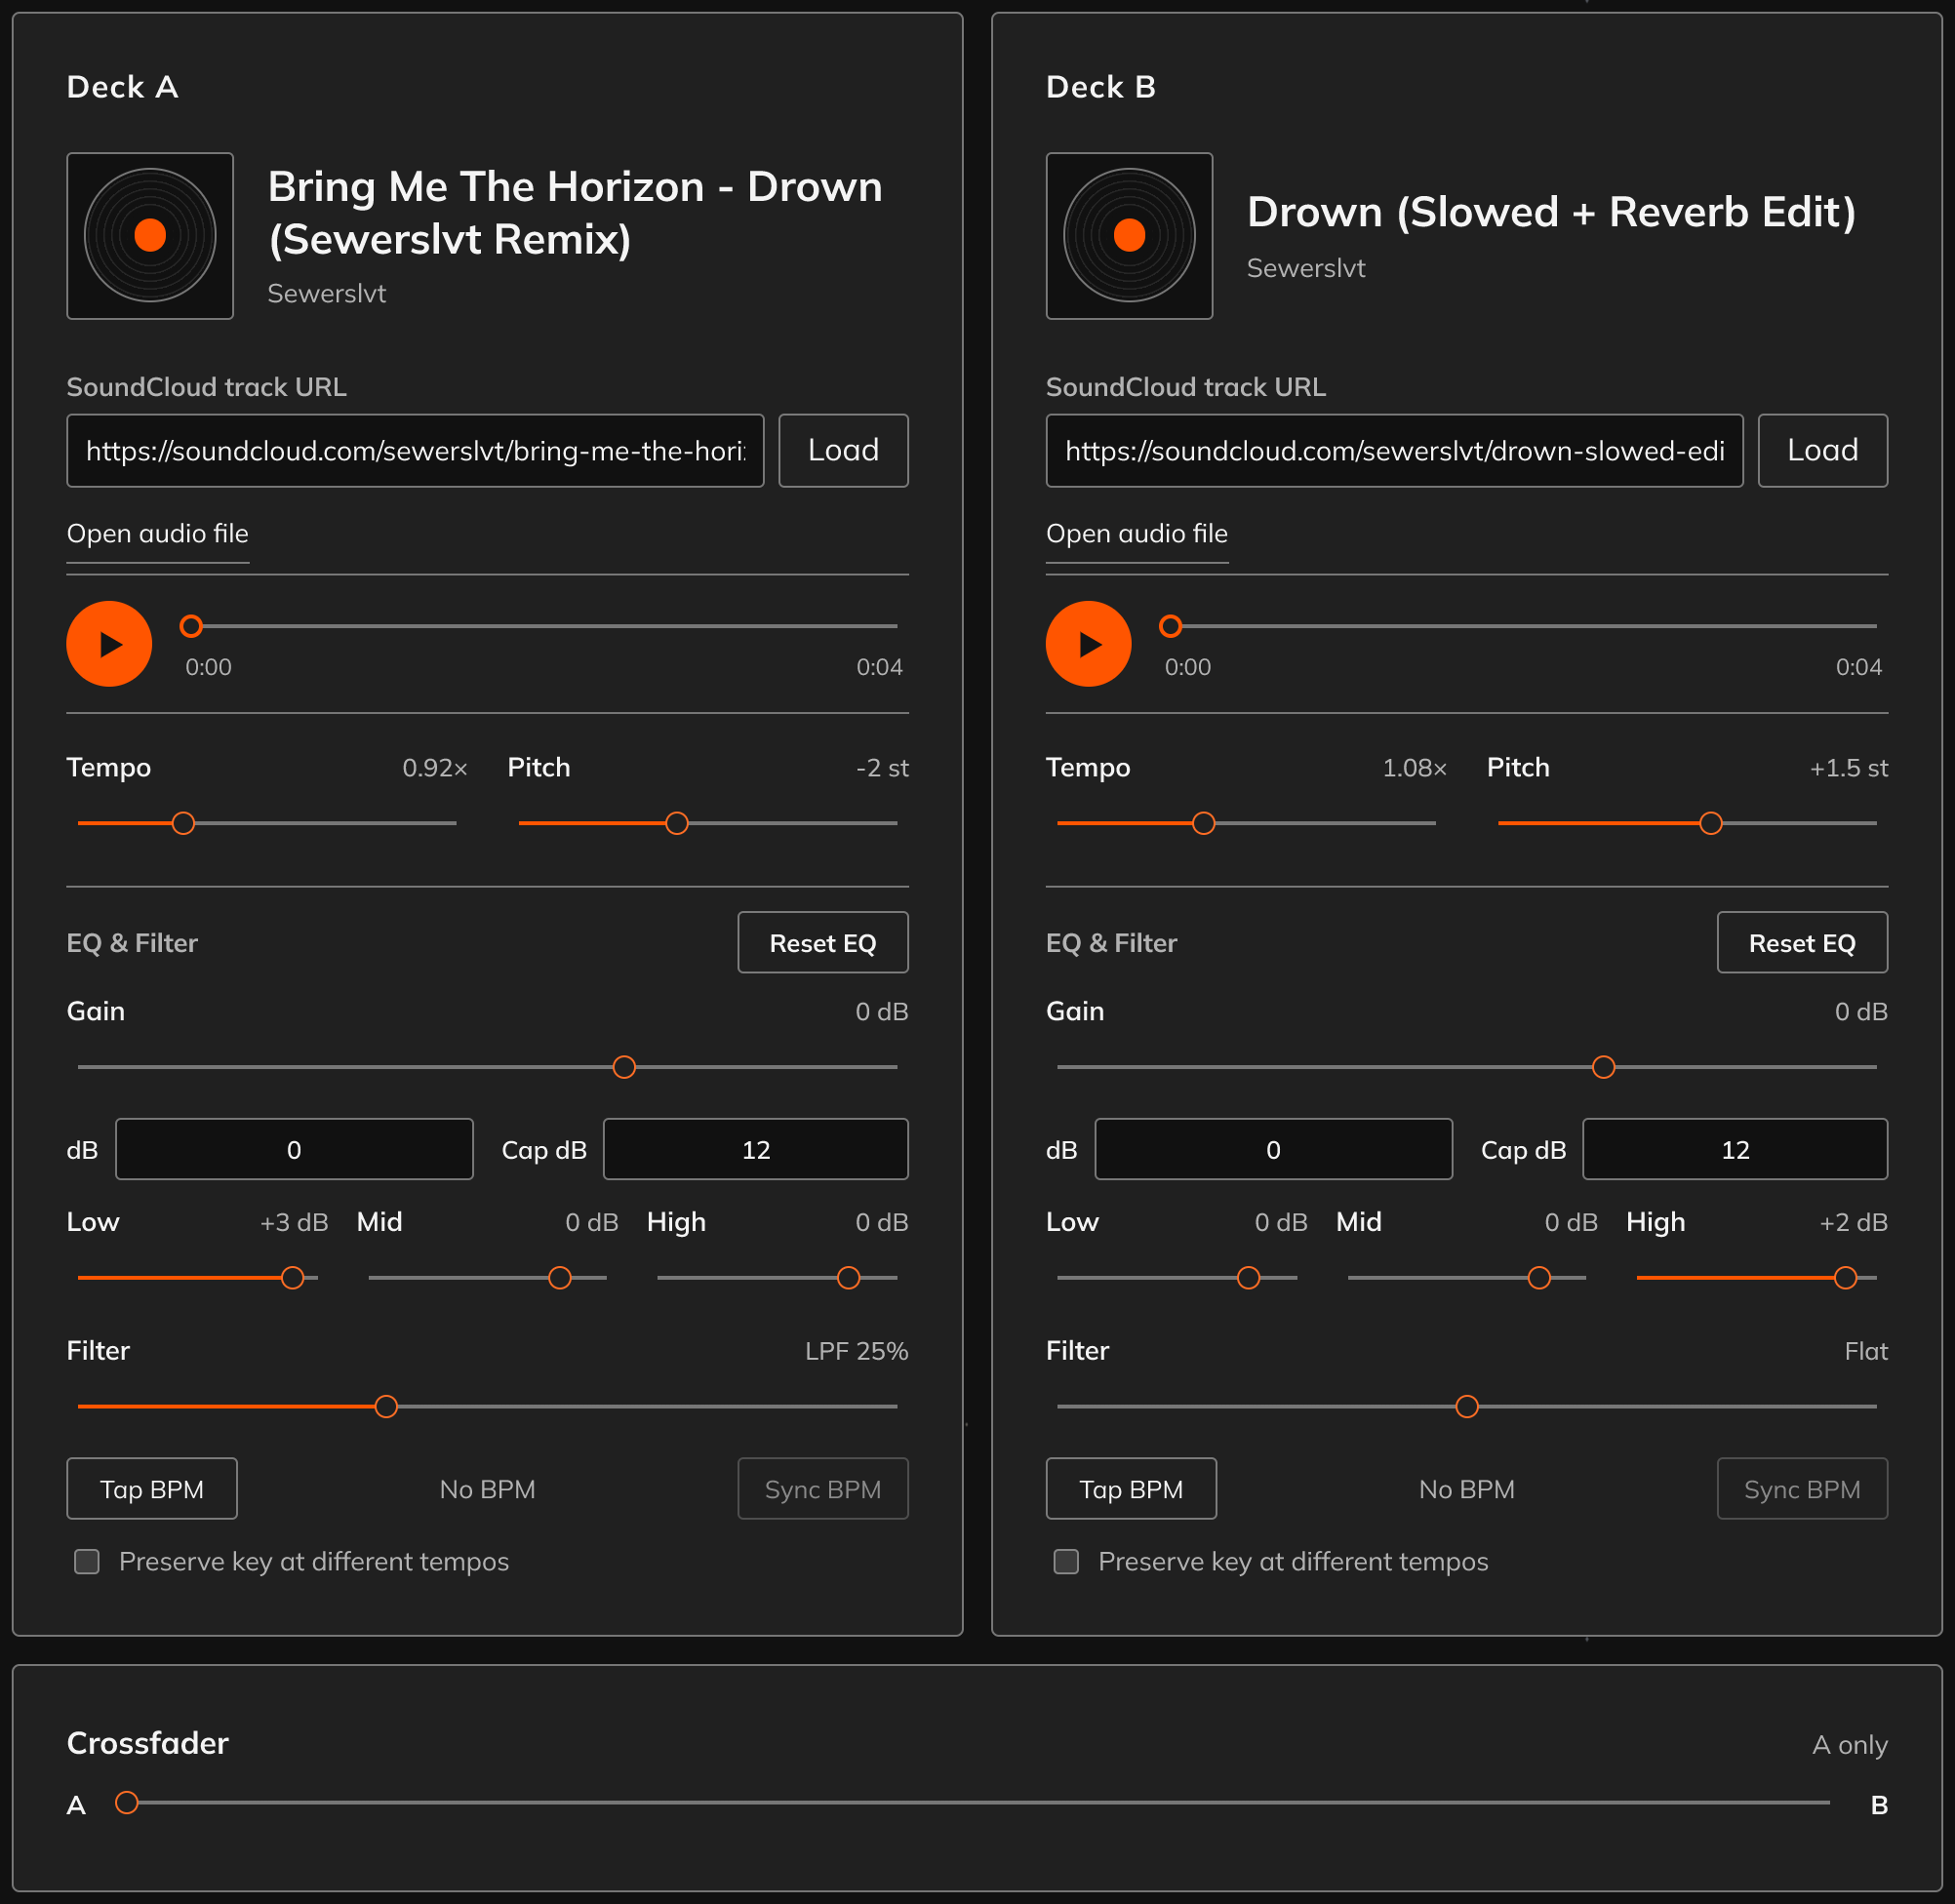 Deck A
Bring Me The Horizon - Drown
(Sewerslvt Remix)
Sewerslvt
SoundCloud track URL
https://soundcloud.com/sewerslvt/bring-me-the-hori
Load
Open audio file
0:00
0:04
Tempo
0.92×
Pitch
-2 st
EQ & Filter
Reset EQ
Gain
0 dB
dB
0
Cap dB
12
Low
+3 dB
Mid
0 dB
High
0 dB
Filter
LPF 25%
Tap BPM
No BPM
Sync BPM
Preserve key at different tempos
Deck B
Drown (Slowed + Reverb Edit)
Sewerslvt
SoundCloud track URL
https://soundcloud.com/sewerslvt/drown-slowed-edi
Load
Open audio file
0:00
0:04
Tempo
1.08×
Pitch
+1.5 st
EQ & Filter
Reset EQ
Gain
0 dB
dB
0
Cap dB
12
Low
0 dB
Mid
0 dB
High
+2 dB
Filter
Flat
Tap BPM
No BPM
Sync BPM
Preserve key at different tempos
Crossfader
A only
A
B